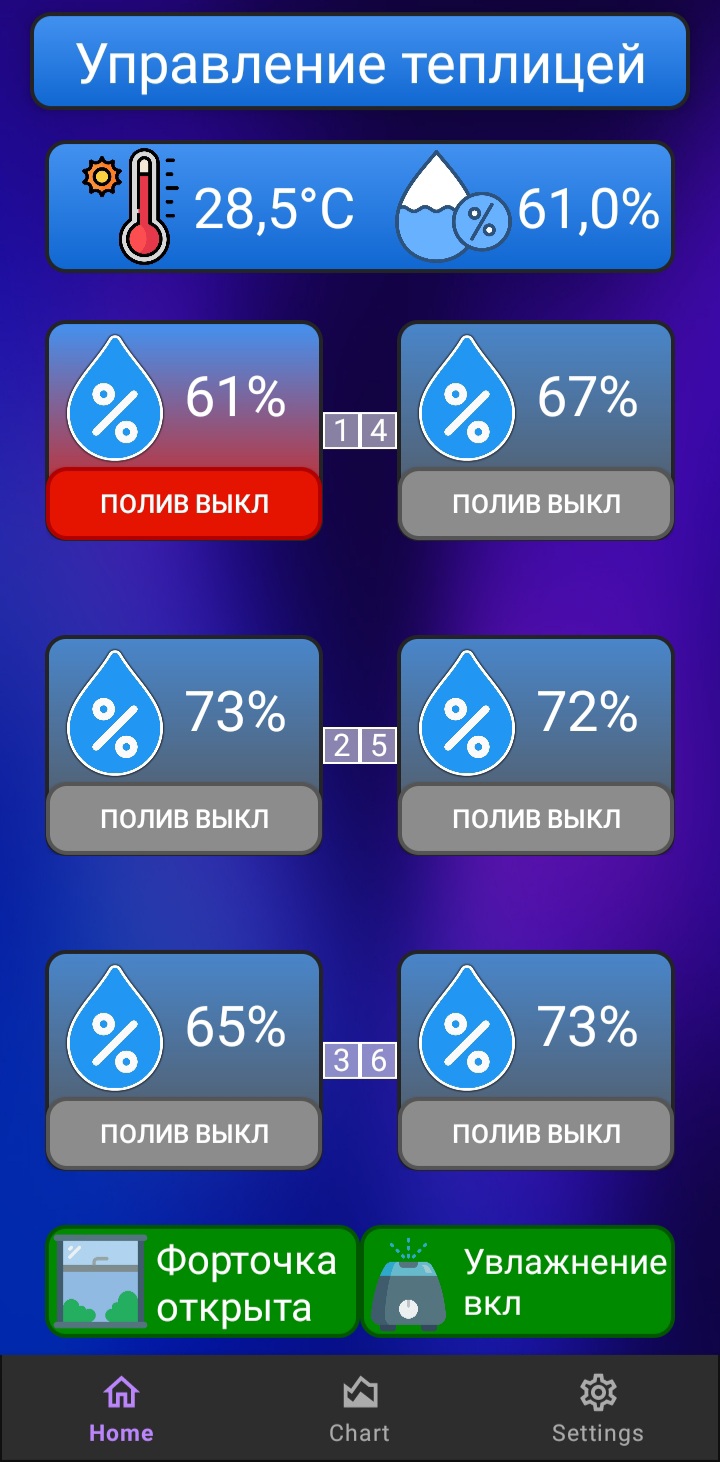 Управление теплицей
28,5°C 61,0%
61% 67%
1 4
ПОЛИВ ВЫКЛ ПОЛИВ ВЫКЛ
73% 72%
2 5
ПОЛИВ ВЫКЛ ПОЛИВ ВЫКЛ
65% 73%
3 6
ПОЛИВ ВЫКЛ ПОЛИВ ВЫКЛ
Форточка
открыта
Увлажнение
вкл
Home Chart Settings